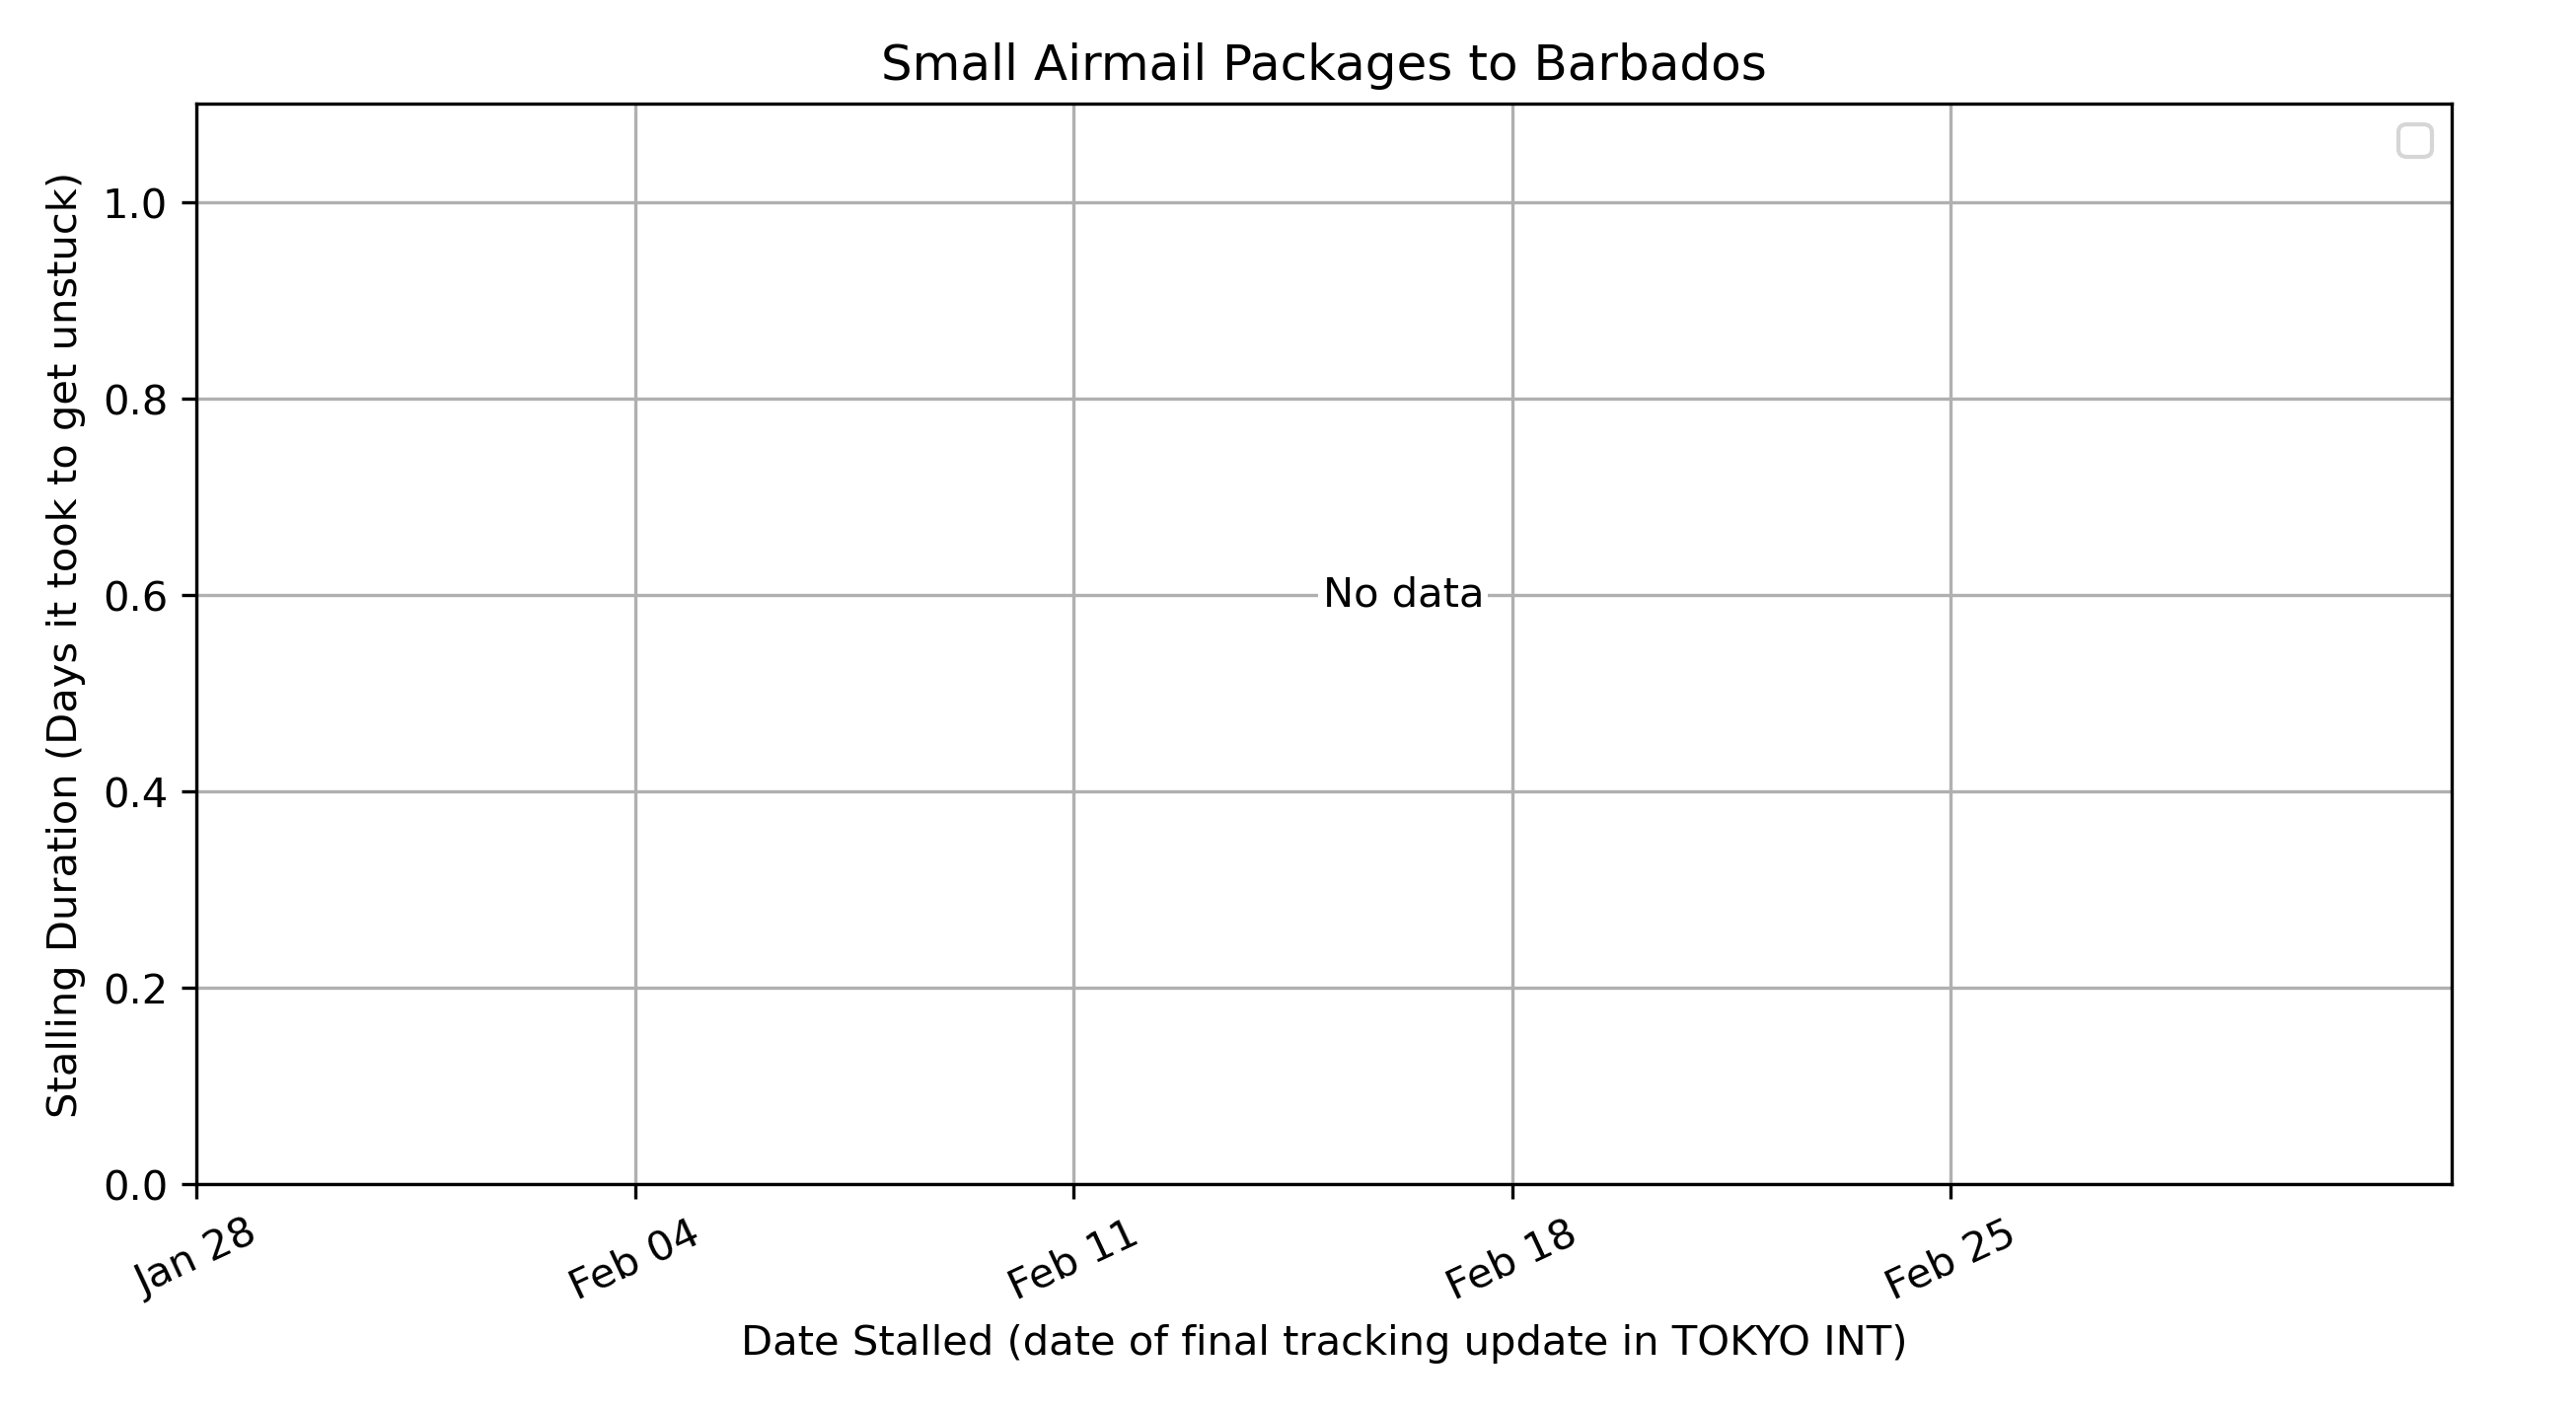 Small Airmail Packages to Barbados
Stalling Duration (Days it took to get unstuck)
1.0
0.8
0.6
0.4
0.2
0.0
No data
Jan 28
Feb 04
Feb 11
Feb 18
Feb 25
Date Stalled (date of final tracking update in TOKYO INT)